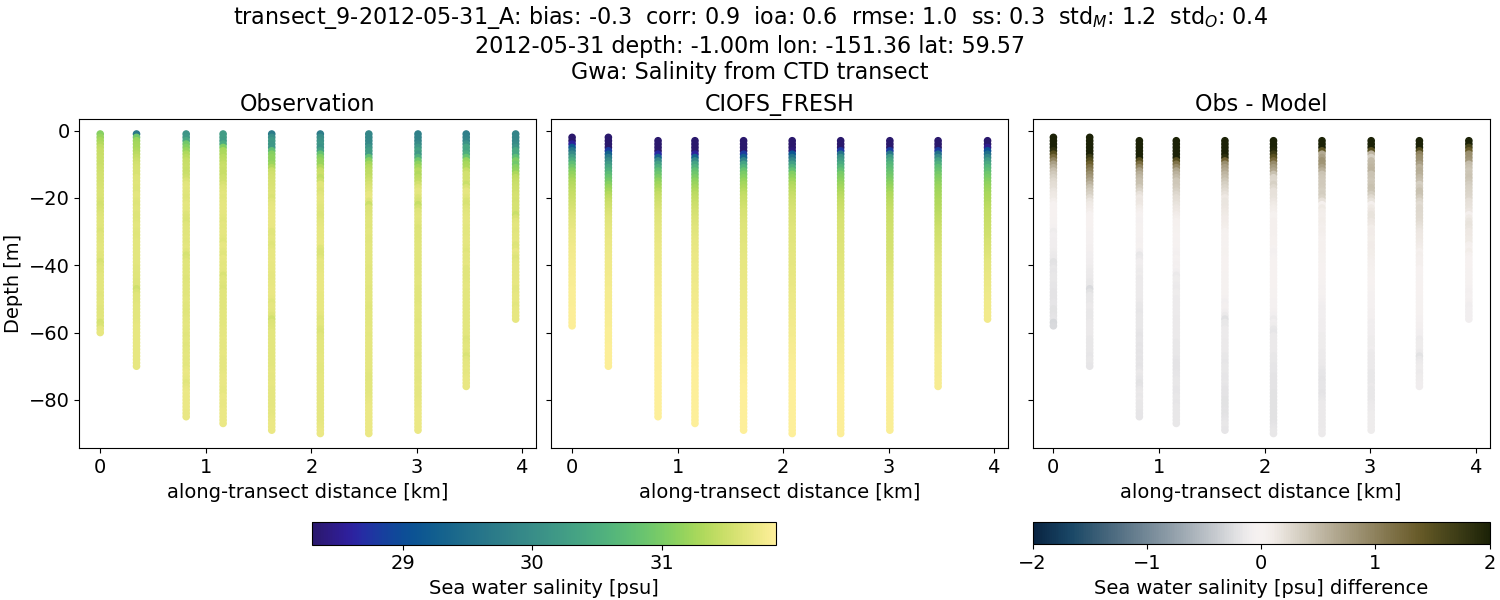 transect_9-2012-05-31_A: bias: -0.3 corr: 0.9 ioa: 0.6 rmse: 1.0 ss: 0.3 std_M: 1.2 std_O: 0.4
2012-05-31 depth: -1.00m lon: -151.36 lat: 59.57
Gwa: Salinity from CTD transect
Observation
CIOFS_FRESH
Obs - Model
Depth [m]
0
−20
−40
−60
−80
0 1 2 3 4
0 1 2 3 4
0 1 2 3 4
along-transect distance [km]
along-transect distance [km]
along-transect distance [km]
29 30 31
Sea water salinity [psu]
−2 −1 0 1 2
Sea water salinity [psu] difference